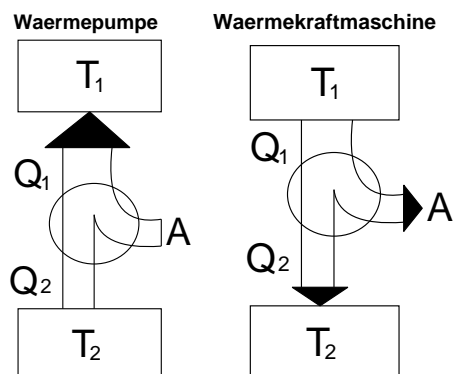 Waermepumpe
T1
Q1
A
Q2
T2
Waermekraftmaschine
T1
Q1
A
Q2
T2